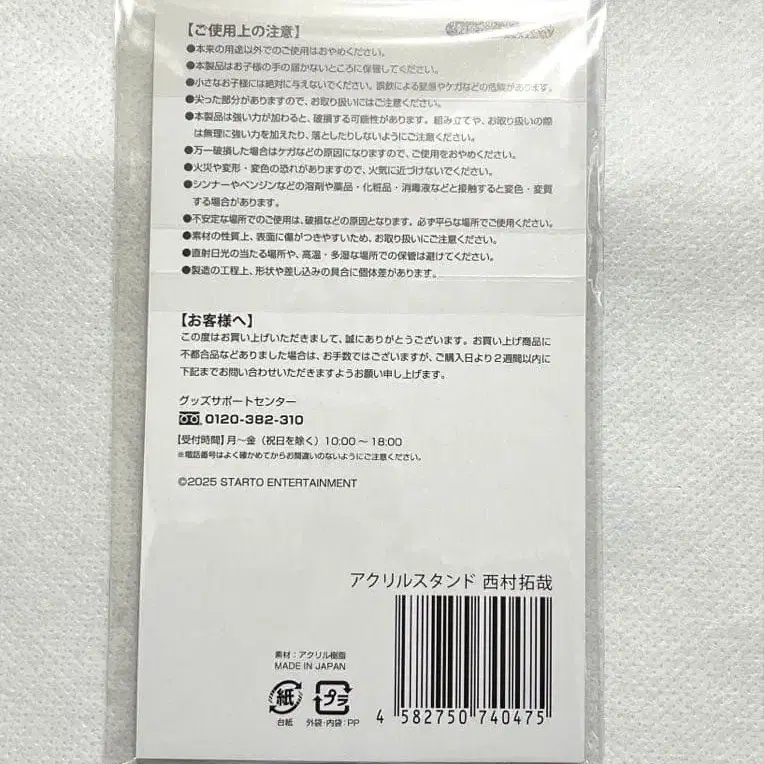 【ご使用上の注意】
●本来の用途以外でのご使用はおやめください。
●本製品はお子様の手の届かないところに保管してください。
●小さなお子様には絶対に与えないでください。誤飲による窒息やケガなどの危険があります。
●尖った部分がありますので、お取り扱いにはご注意ください。
●本製品は強い力が加わると、破損する可能性があります。組み立てや、お取り扱いの際
は無理に強い力を加えたり、落としたりしないようにご注意ください。
●万一破損した場合はケガなどの原因になりますので、ご使用をおやめください。
●火災や変形・変色の恐れがありますので、火気に近づけないでください。
●シンナーやベンジンなどの溶剤や薬品・化粧品・消毒液などと接触すると変色・変質
する場合があります。
●不安定な場所でのご使用は、破損などの原因となります。必ず平らな場所でご使用ください。
●素材の性質上、表面に傷がつきやすいため、お取り扱いにご注意ください。
●直射日光の当たる場所や、高温・多湿な場所での保管は避けてください。
●製造の工程上、形状や差し込みの具合に個体差があります。
【お客様へ】
この度はお買い上げいただきまして、誠にありがとうございます。お買い上げ商品に
不都合品などありました場合は、お手数ではございますが、ご購入日より2週間以内に
下記までお問い合わせいただきますようお願い申し上げます。
グッズサポートセンター
0120-382-310
【受付時間】月～金（祝日を除く）10:00～18:00
※電話番号はよく確かめてからお間違いのないようにご注意ください。
©2025 STARTO ENTERTAINMENT
アクリルスタンド 西村拓哉
素材：アクリル樹脂
MADE IN JAPAN
紙 プラ
台紙 外袋・内袋：PP
4 582750 740475